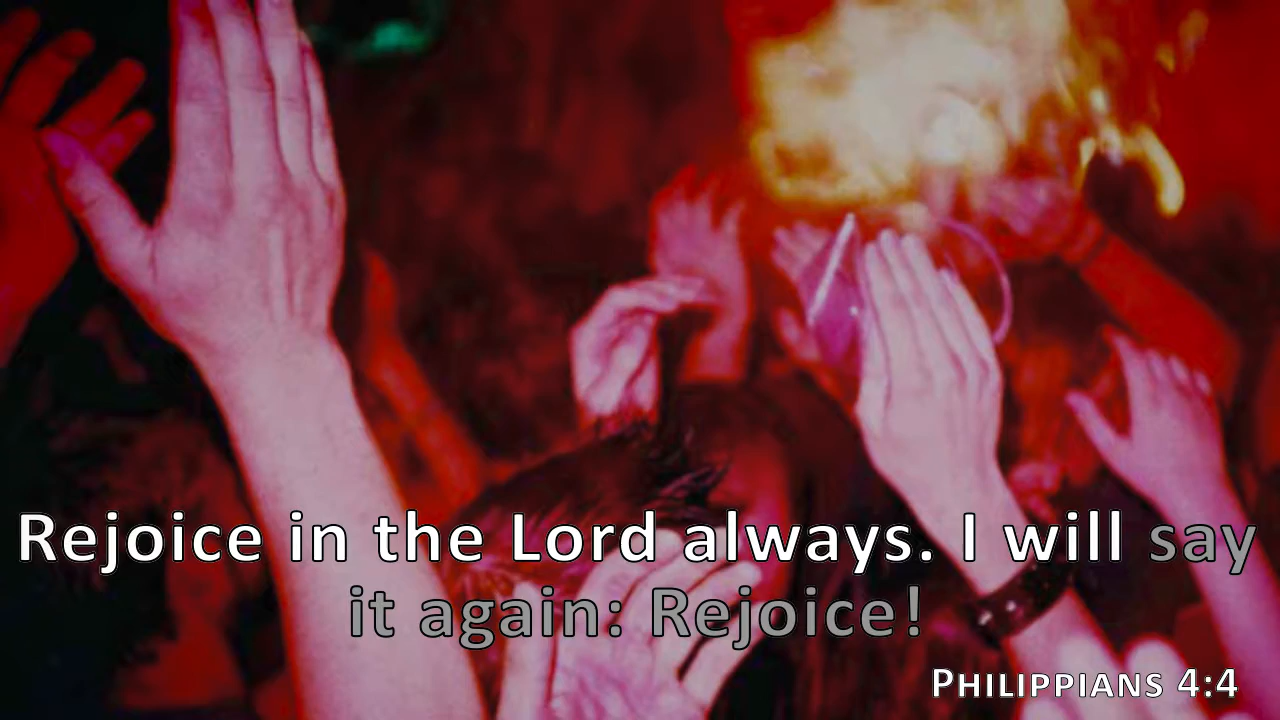 Rejoice in the Lord always. I will say
it again: Rejoice!
Philippians 4:4